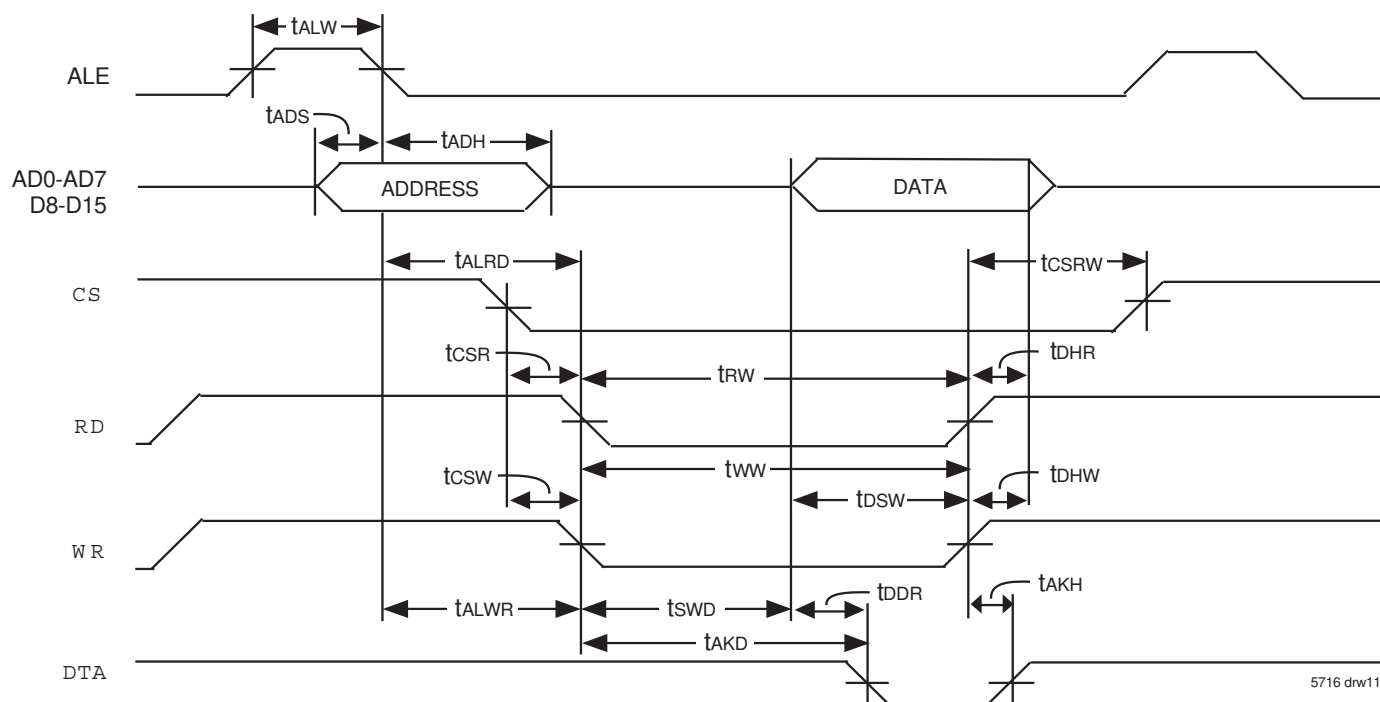 tALW
ALE
tADS
tADH
AD0-AD7
D8-D15
ADDRESS
DATA
tALRD
tCSRW
CS
tCSR
tRW
tDHR
RD
tCSW
tWW
tDHW
tDSW
WR
tALWR
tSWD
tDDR
tAKH
tAKD
DTA
5716 drw11